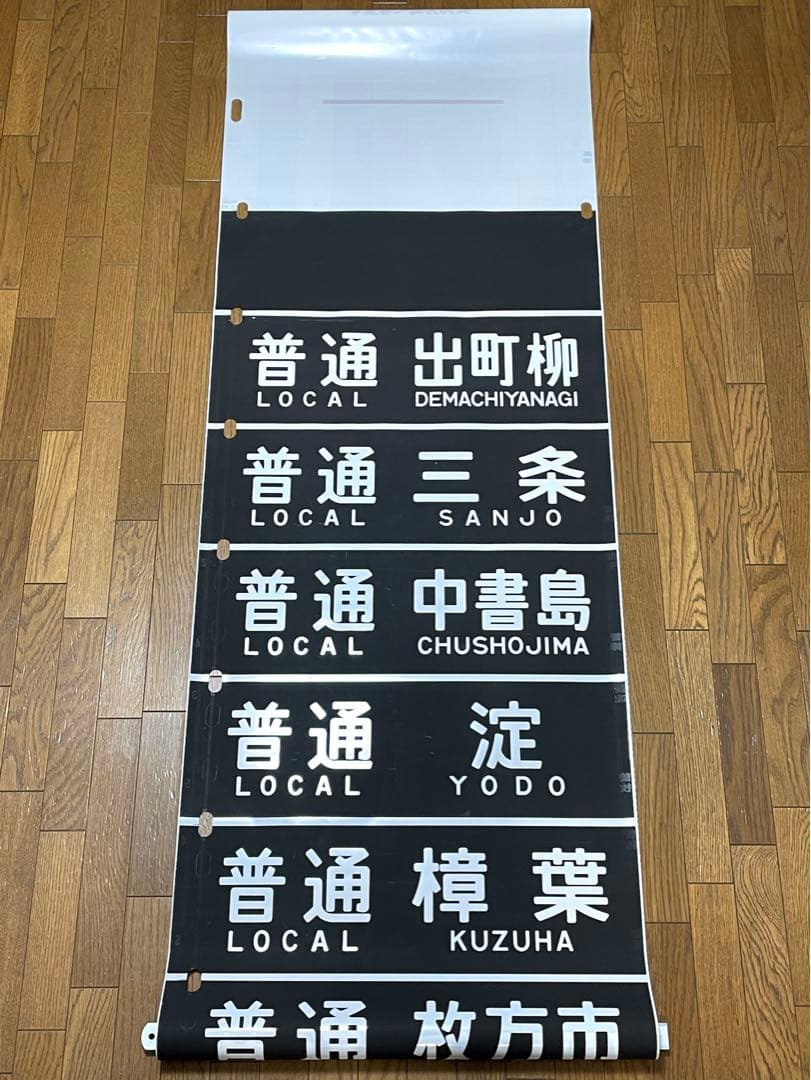 普通 出町柳
LOCAL DEMACHIYANAGI
普通 三条
LOCAL SANJO
普通 中書島
LOCAL CHUSHOJIMA
普通 淀
LOCAL YODO
普通 樟葉
LOCAL KUZUHA
普通 枚方市